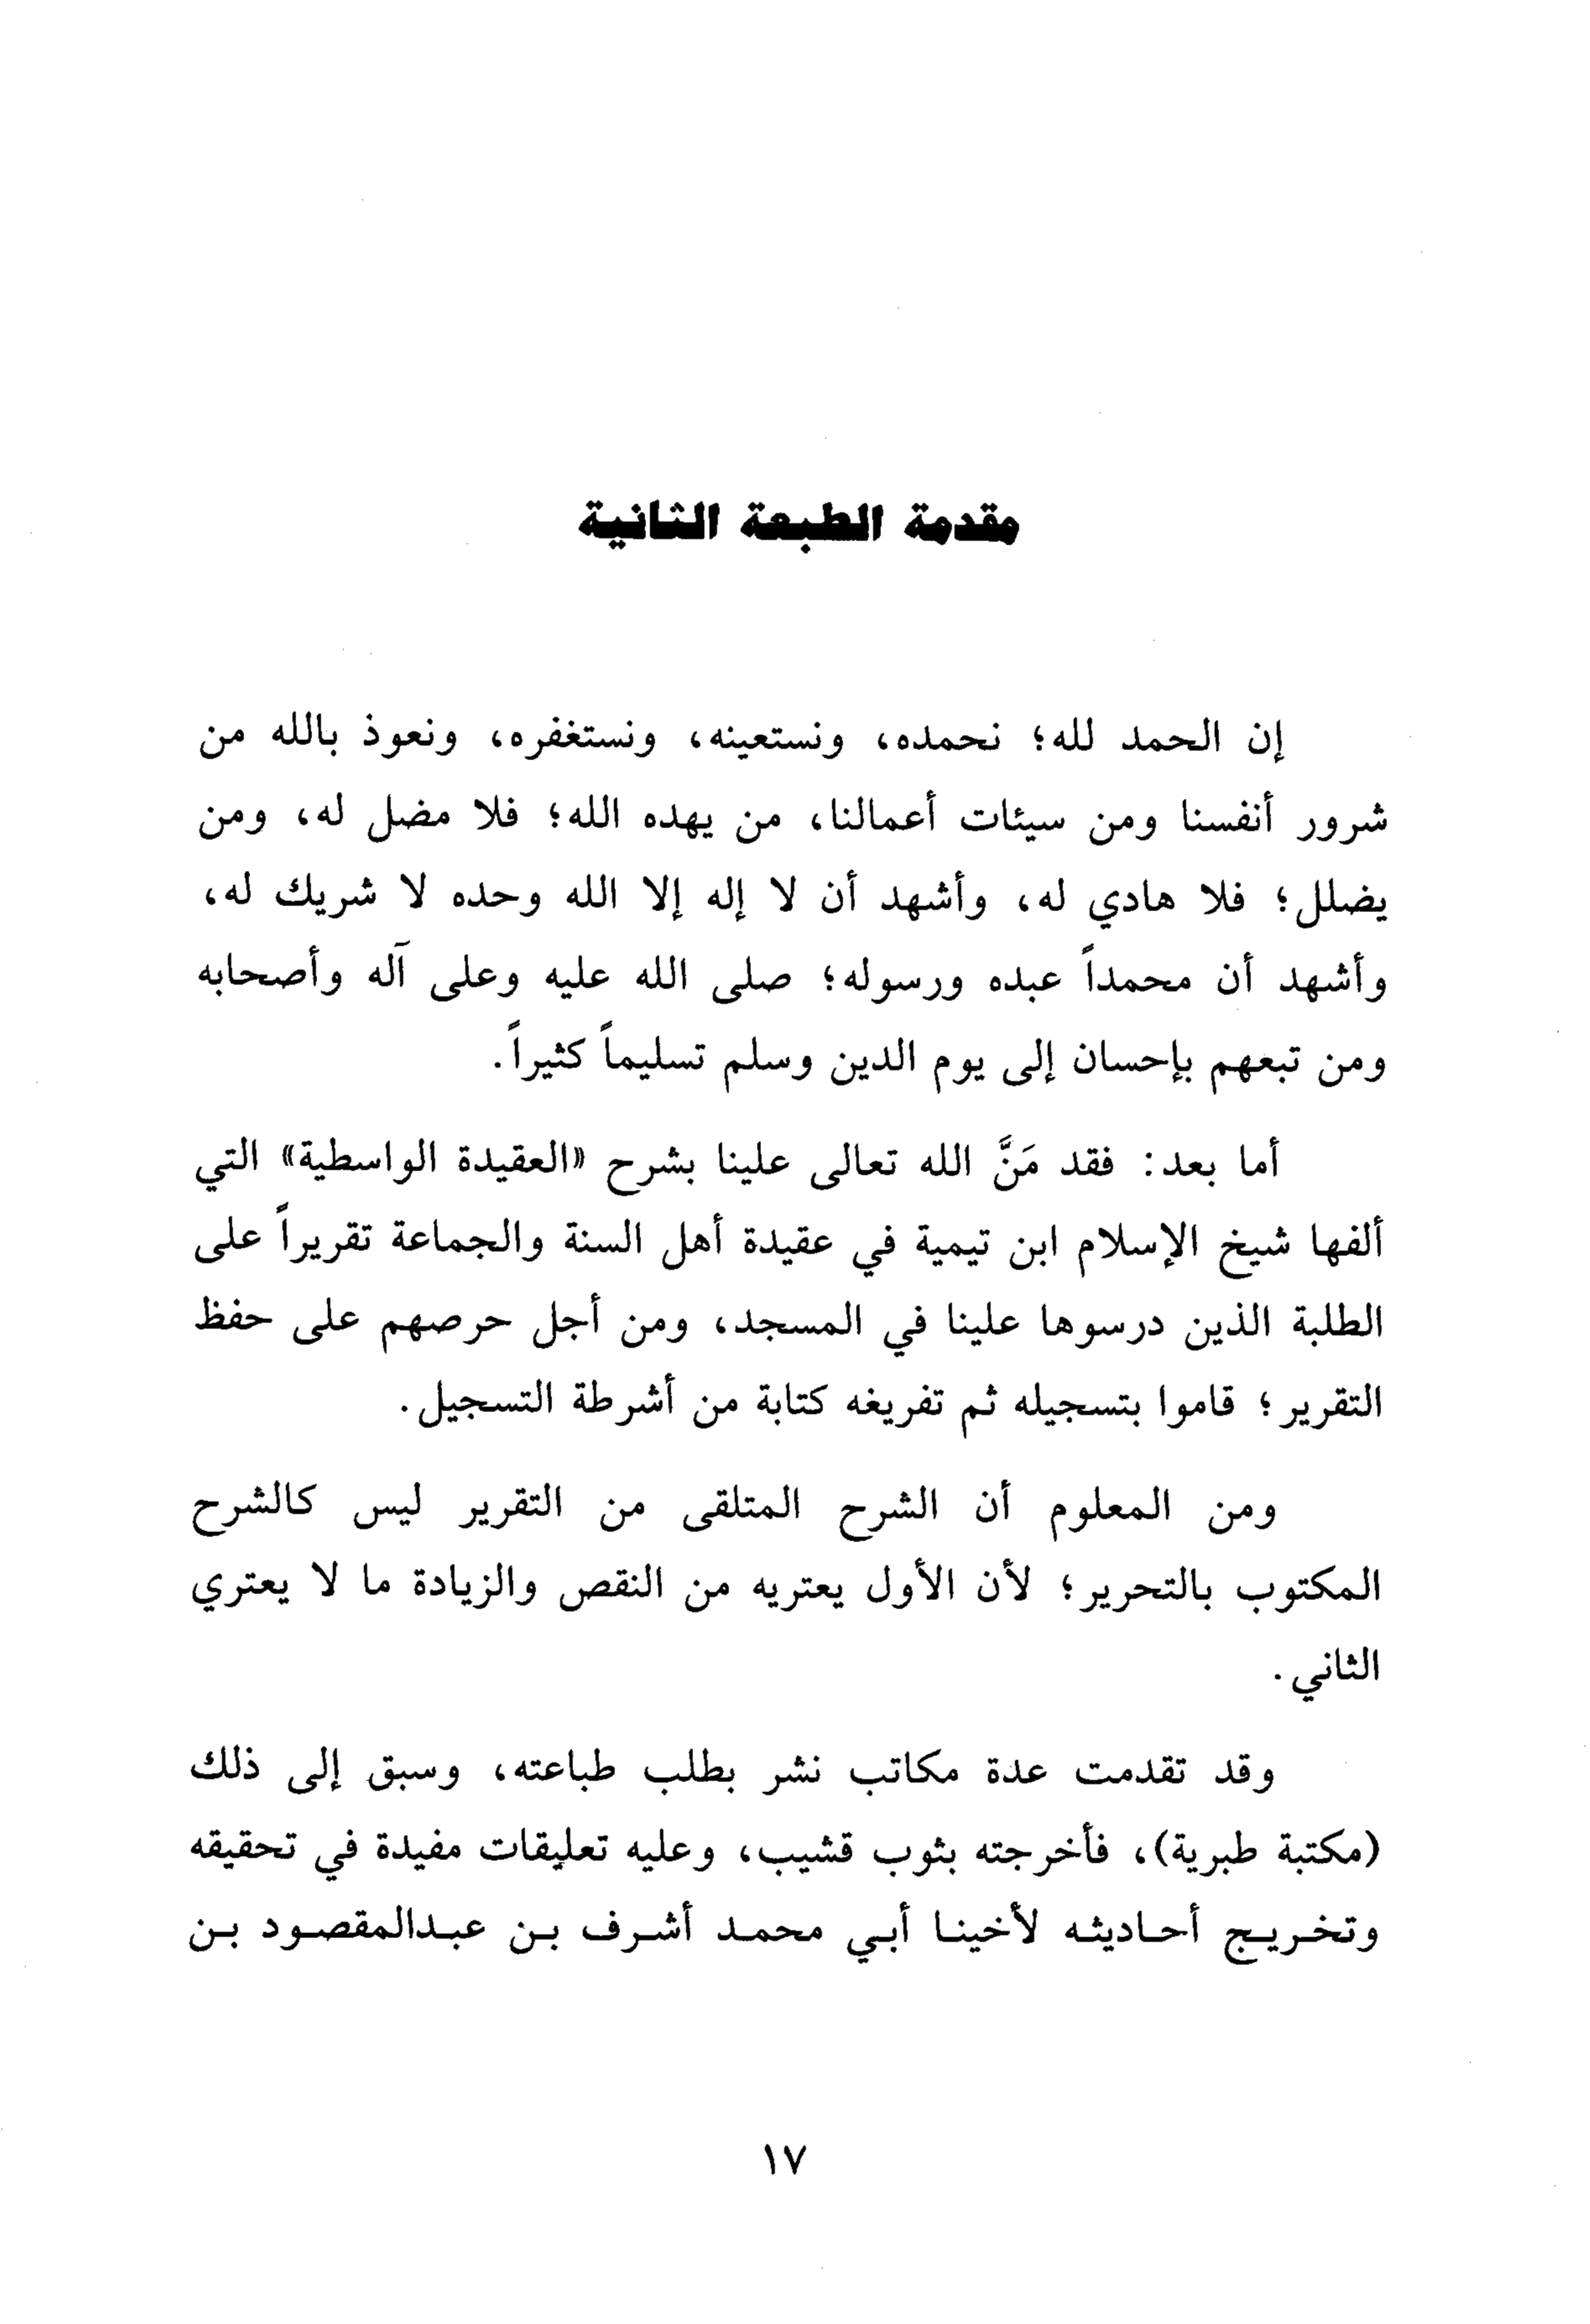 مقدمة الطبعة الثانية
إن الحمد لله؛ نحمده، ونستعينه، ونستغفره، ونعوذ بالله من
شرور أنفسنا ومن سيئات أعمالنا، من يهده الله؛ فلا مضل له، ومن
يضلل؛ فلا هادي له، وأشهد أن لا إله إلا الله وحده لا شريك له،
وأشهد أن محمداً عبده ورسوله؛ صلى الله عليه وعلى آله وأصحابه
ومن تبعهم بإحسان إلى يوم الدين وسلم تسليماً كثيراً.
أما بعد: فقد مَنَّ الله تعالى علينا بشرح «العقيدة الواسطية» التي
ألفها شيخ الإسلام ابن تيمية في عقيدة أهل السنة والجماعة تقريراً على
الطلبة الذين درسوها علينا في المسجد، ومن أجل حرصهم على حفظ
التقرير؛ قاموا بتسجيله ثم تفريغه كتابة من أشرطة التسجيل.
ومن المعلوم أن الشرح المتلقى من التقرير ليس كالشرح
المكتوب بالتحرير؛ لأن الأول يعتريه من النقص والزيادة ما لا يعتري
الثاني.
وقد تقدمت عدة مكاتب نشر بطلب طباعته، وسبق إلى ذلك
(مكتبة طبرية)، فأخرجته بثوب قشيب، وعليه تعليقات مفيدة في تحقيقه
وتخريج أحاديثه لأخينا أبي محمد أشرف بن عبدالمقصود بن
١٧